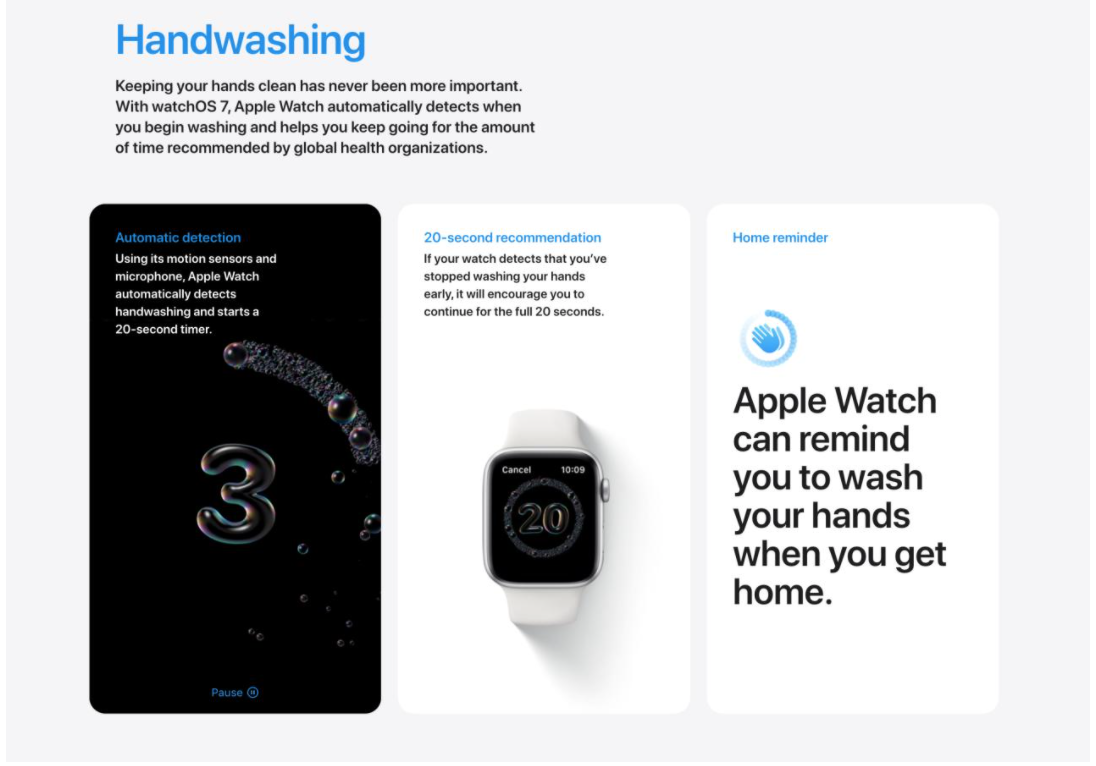 Handwashing
Keeping your hands clean has never been more important.
With watchOS 7, Apple Watch automatically detects when
you begin washing and helps you keep going for the amount
of time recommended by global health organizations.
Automatic detection
Using its motion sensors and
microphone, Apple Watch
automatically detects
handwashing and starts a
20-second timer.
3
Pause
20-second recommendation
If your watch detects that you’ve
stopped washing your hands
early, it will encourage you to
continue for the full 20 seconds.
Cancel 10:09
20
Home reminder
Apple Watch
can remind
you to wash
your hands
when you get
home.